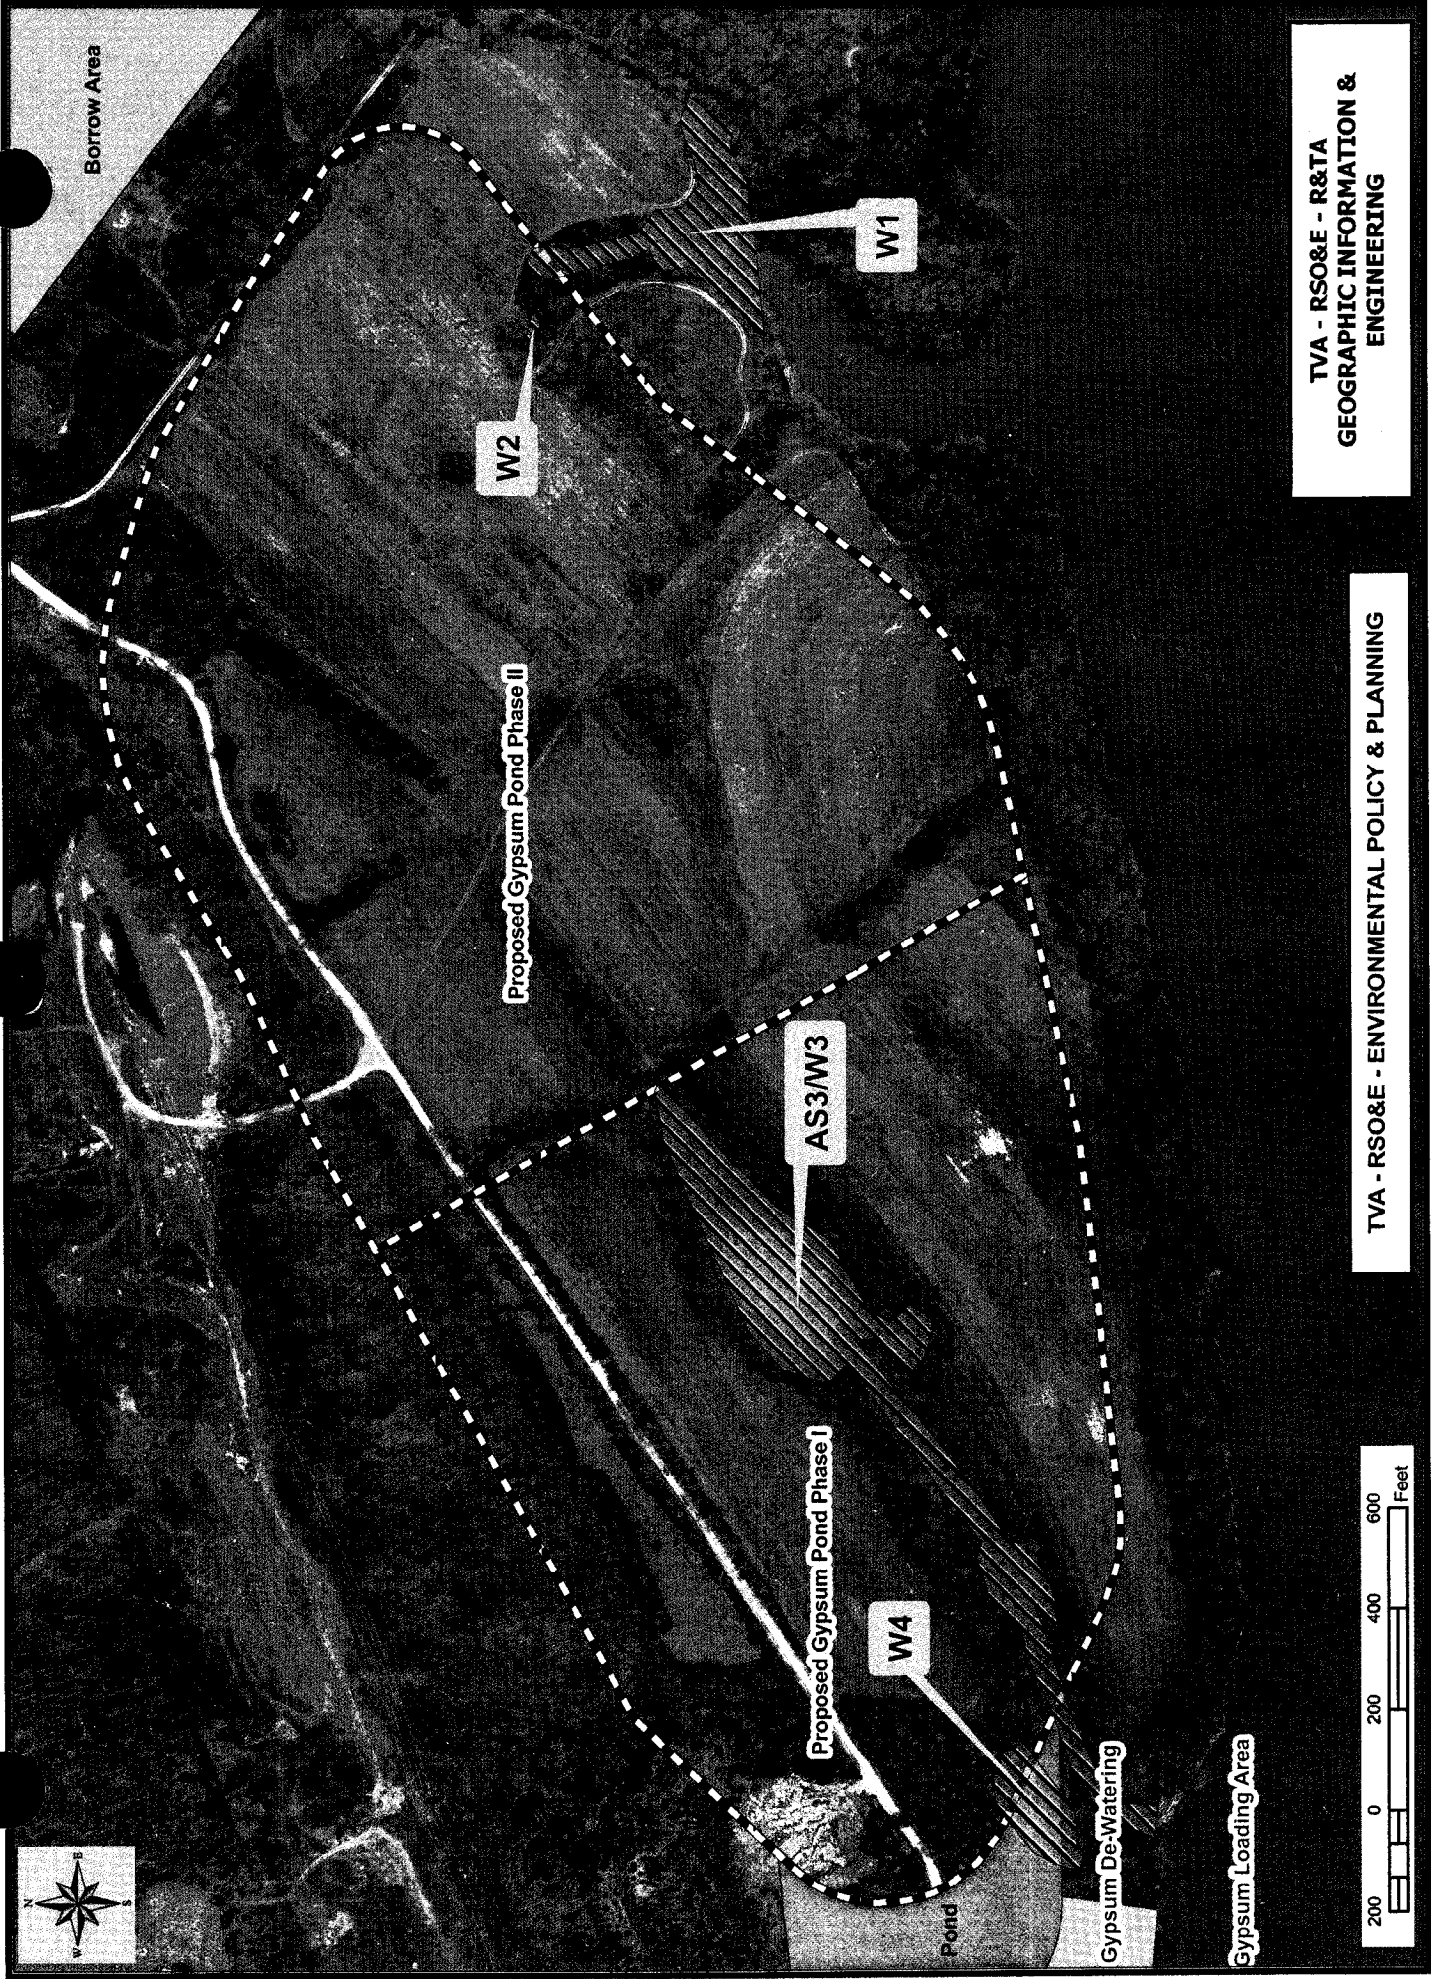 N
W
E
S
Borrow Area
W1
W2
Proposed Gypsum Pond Phase II
AS3/W3
Proposed Gypsum Pond Phase I
W4
Pond
Gypsum De-Watering
Gypsum Loading Area
200 0 200 400 600
Feet
TVA - RSO&E - ENVIRONMENTAL POLICY & PLANNING
TVA - RSO&E - R&TA
GEOGRAPHIC INFORMATION &
ENGINEERING